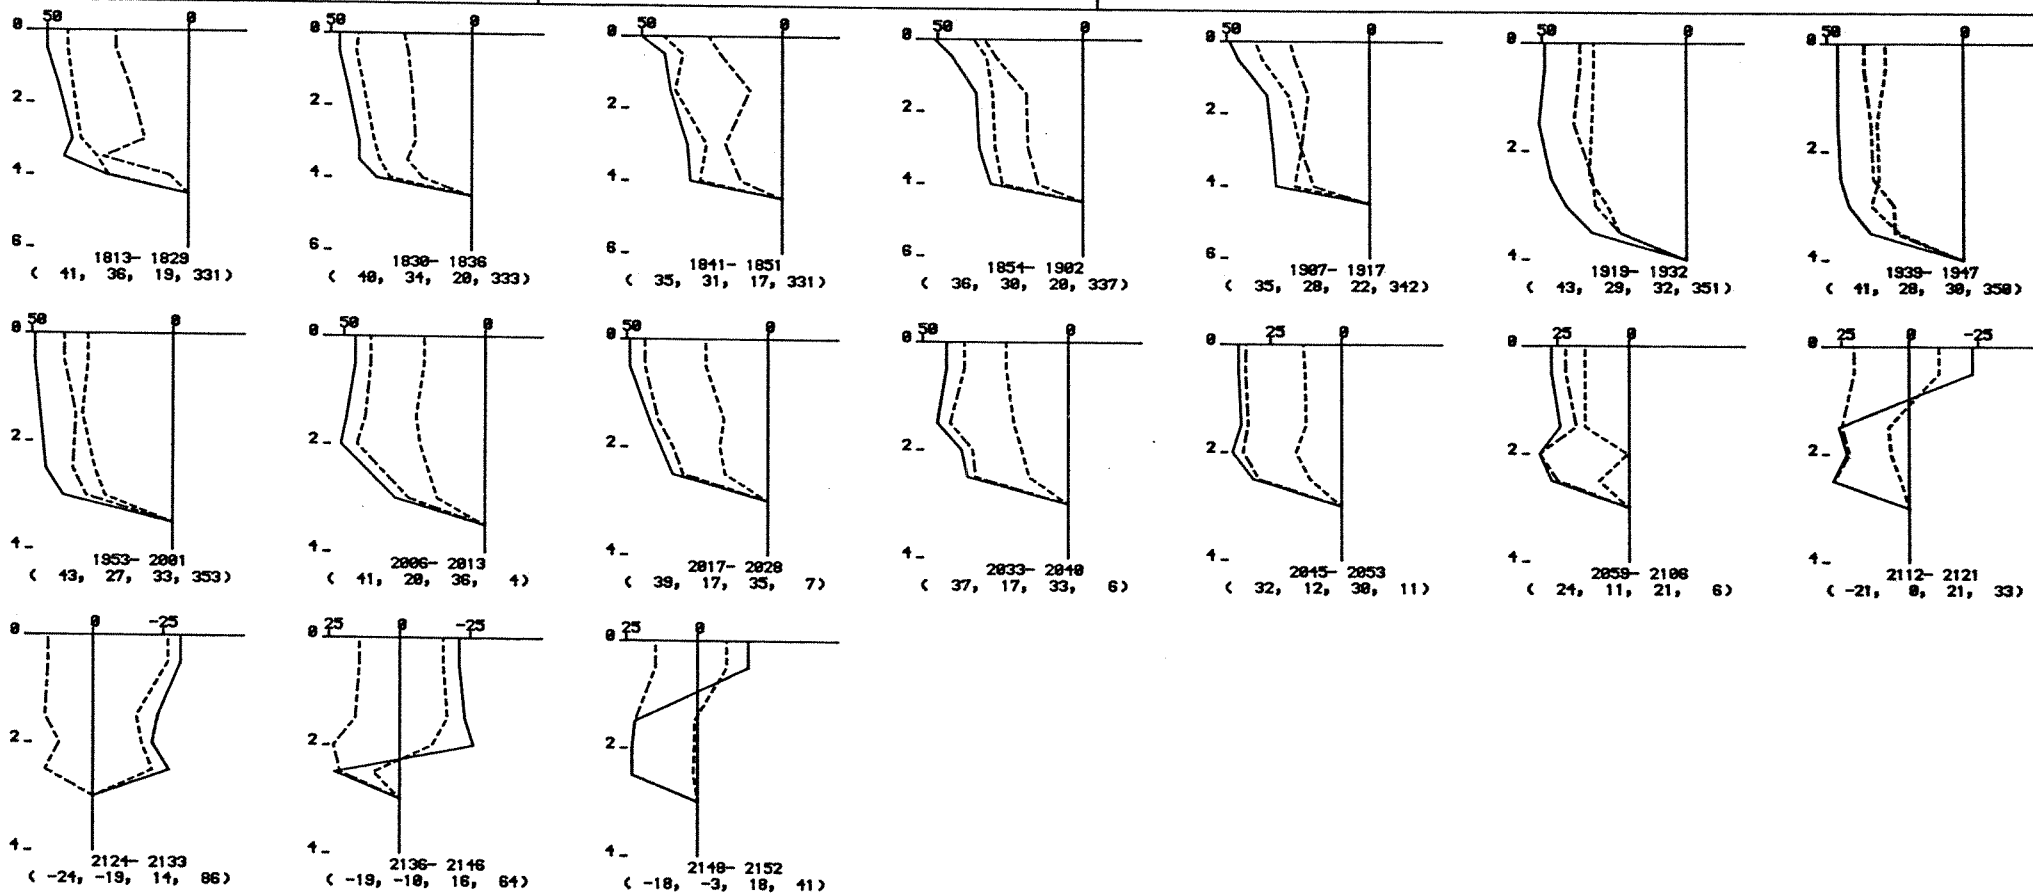 50 0 50 0 50 0 50 0 50 0 50 0 50 0
0 0 0 0 0 0 0
2 2 2 2 2 2 2
4 4 4 4 4 4 4
6 6 6 6 6
1813- 1829 1830- 1836 1841- 1851 1854- 1902 1907- 1917 1919- 1932 1939- 1947
( 41, 36, 19, 331) ( 40, 34, 20, 333) ( 35, 31, 17, 331) ( 36, 30, 20, 337) ( 35, 28, 22, 342) ( 43, 29, 32, 351) ( 41, 28, 30, 350)
50 0 50 0 50 0 50 0 25 0 25 0 25 0 -25
0 0 0 0 0 0 0
2 2 2 2 2 2 2
4 4 4 4 4 4 4
1953- 2001 2006- 2013 2017- 2028 2033- 2040 2045- 2053 2059- 2108 2112- 2121
( 43, 27, 33, 353) ( 41, 20, 36, 4) ( 39, 17, 35, 7) ( 37, 17, 33, 6) ( 32, 12, 30, 11) ( 24, 11, 21, 6) ( -21, 0, 21, 33)
0 -25 25 0 -25 25 0
0 0 0
2 2 2
4 4 4
2124- 2133 2136- 2146 2148- 2152
( -24, -19, 14, 86) ( -19, -10, 16, 64) ( -18, -3, 18, 41)